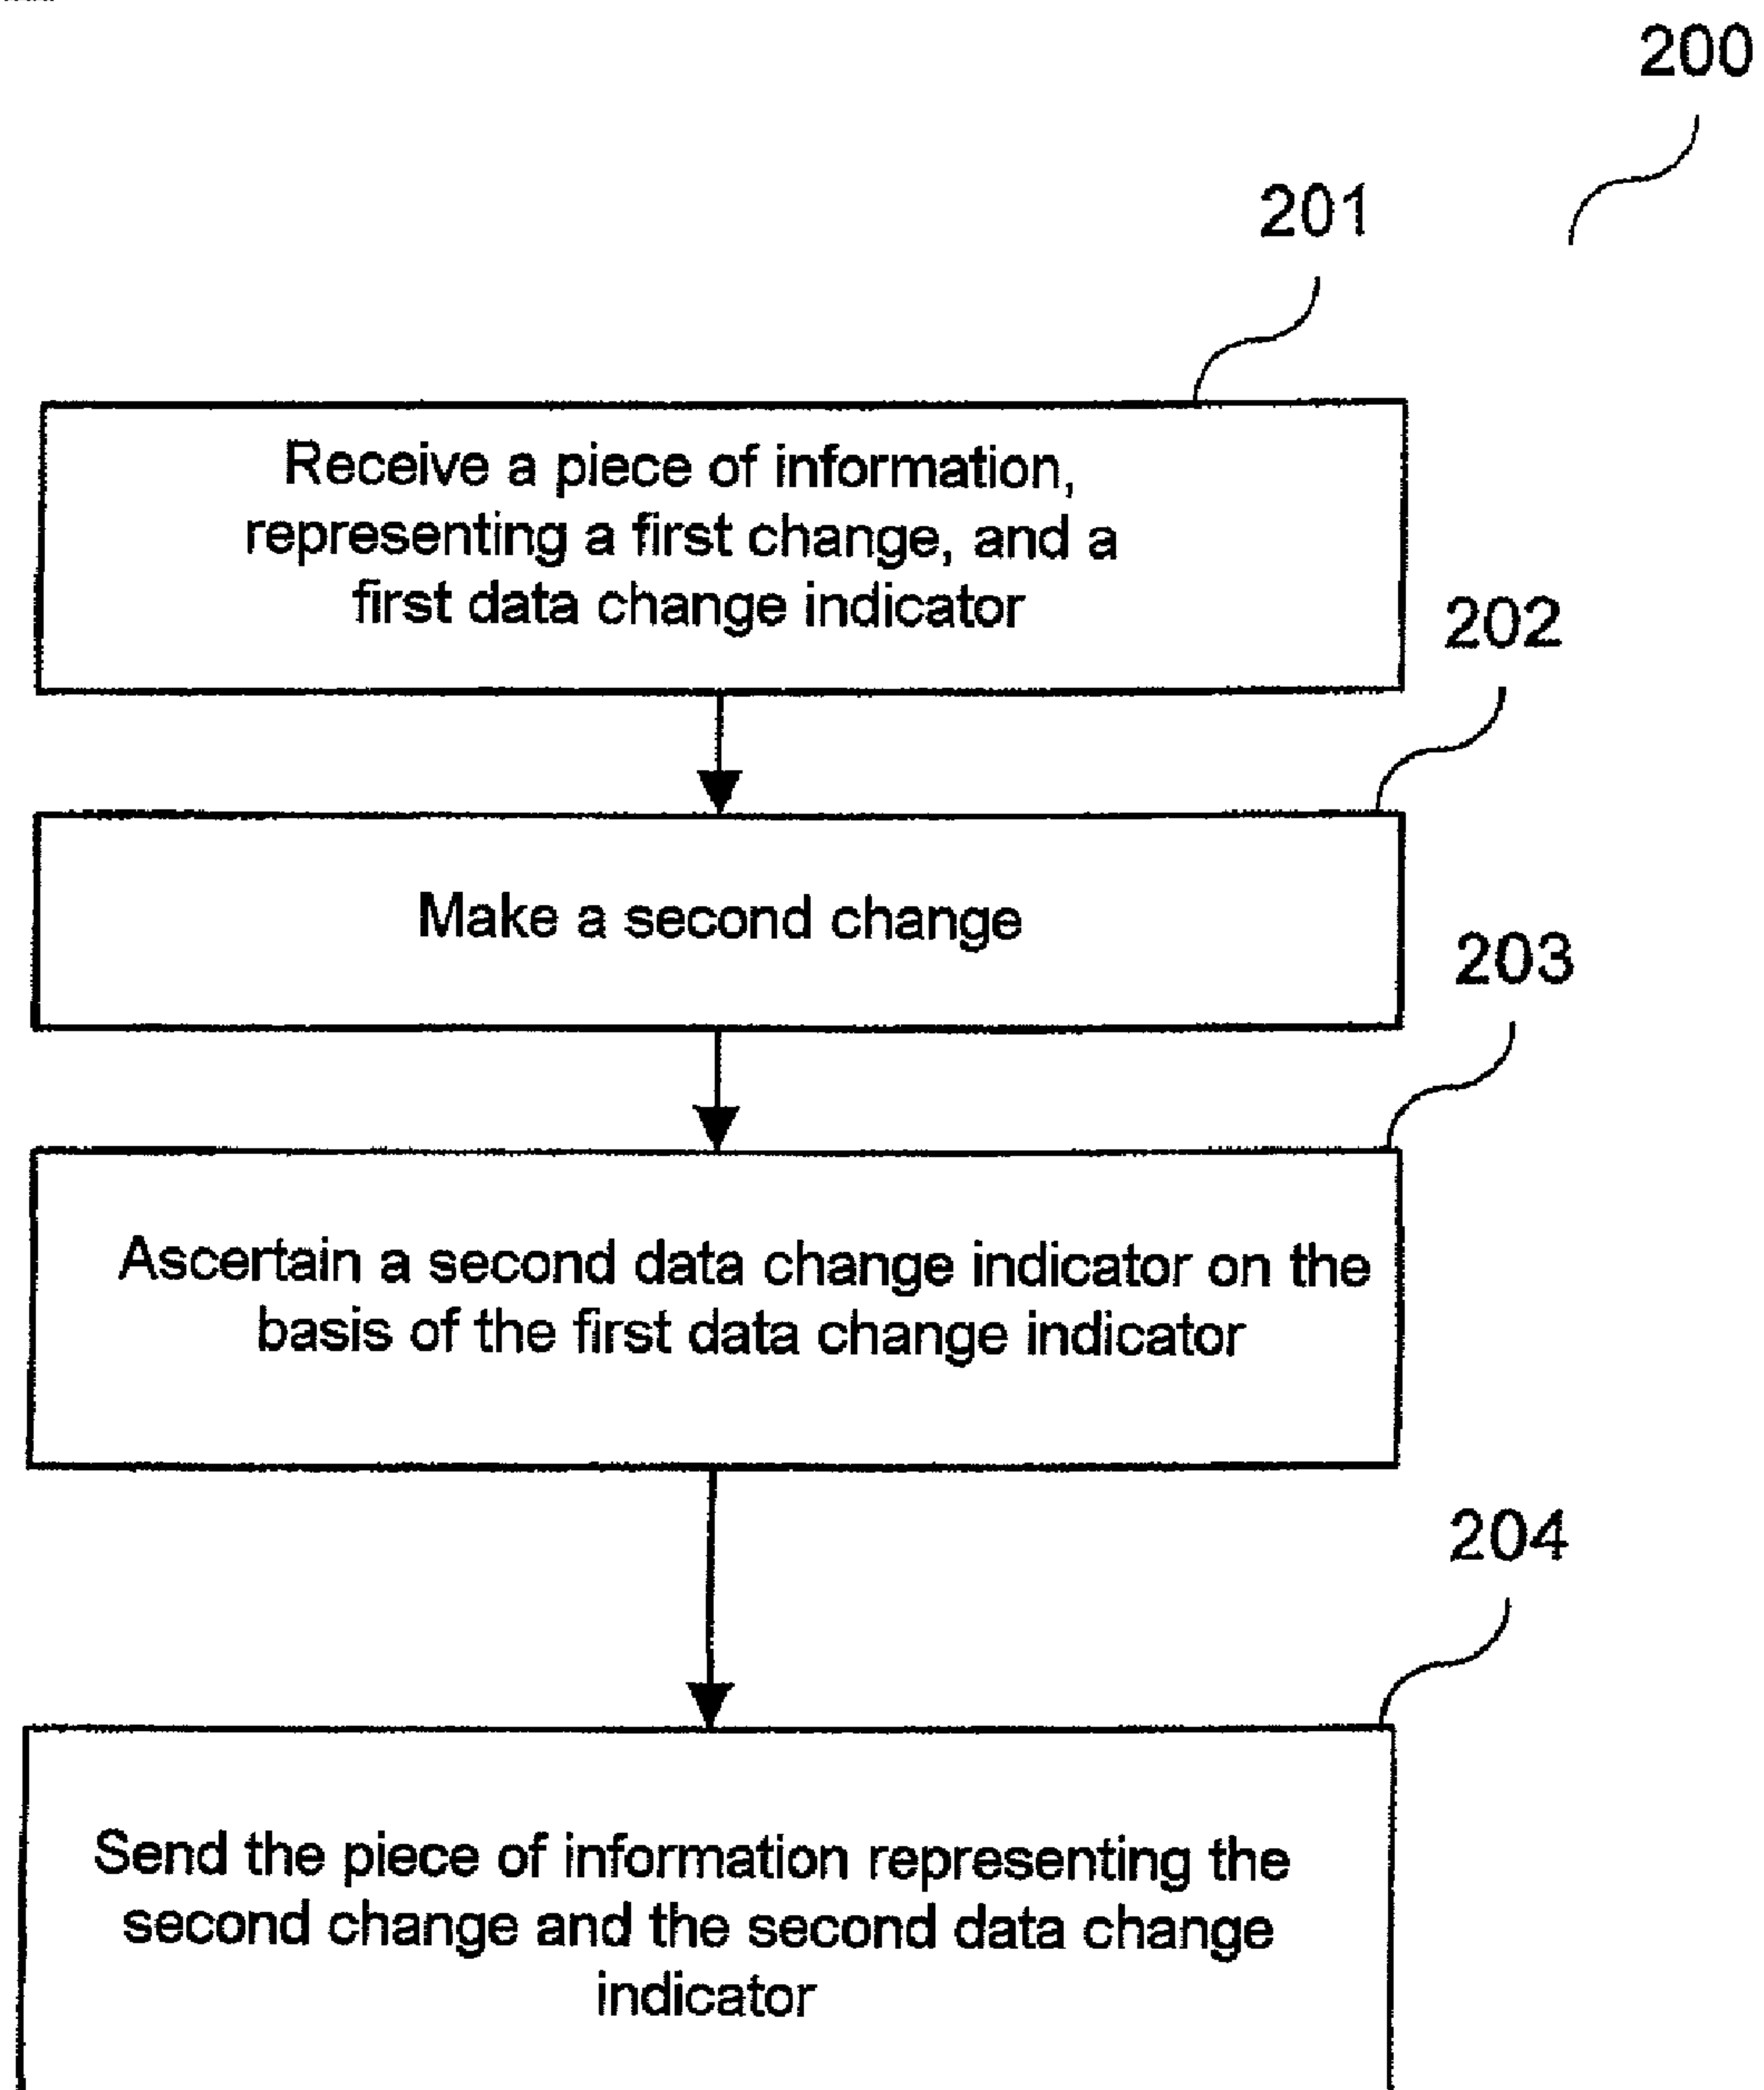 200
201
Receive a piece of information,
representing a first change, and a
first data change indicator
202
Make a second change
203
Ascertain a second data change indicator on the
basis of the first data change indicator
204
Send the piece of information representing the
second change and the second data change
indicator